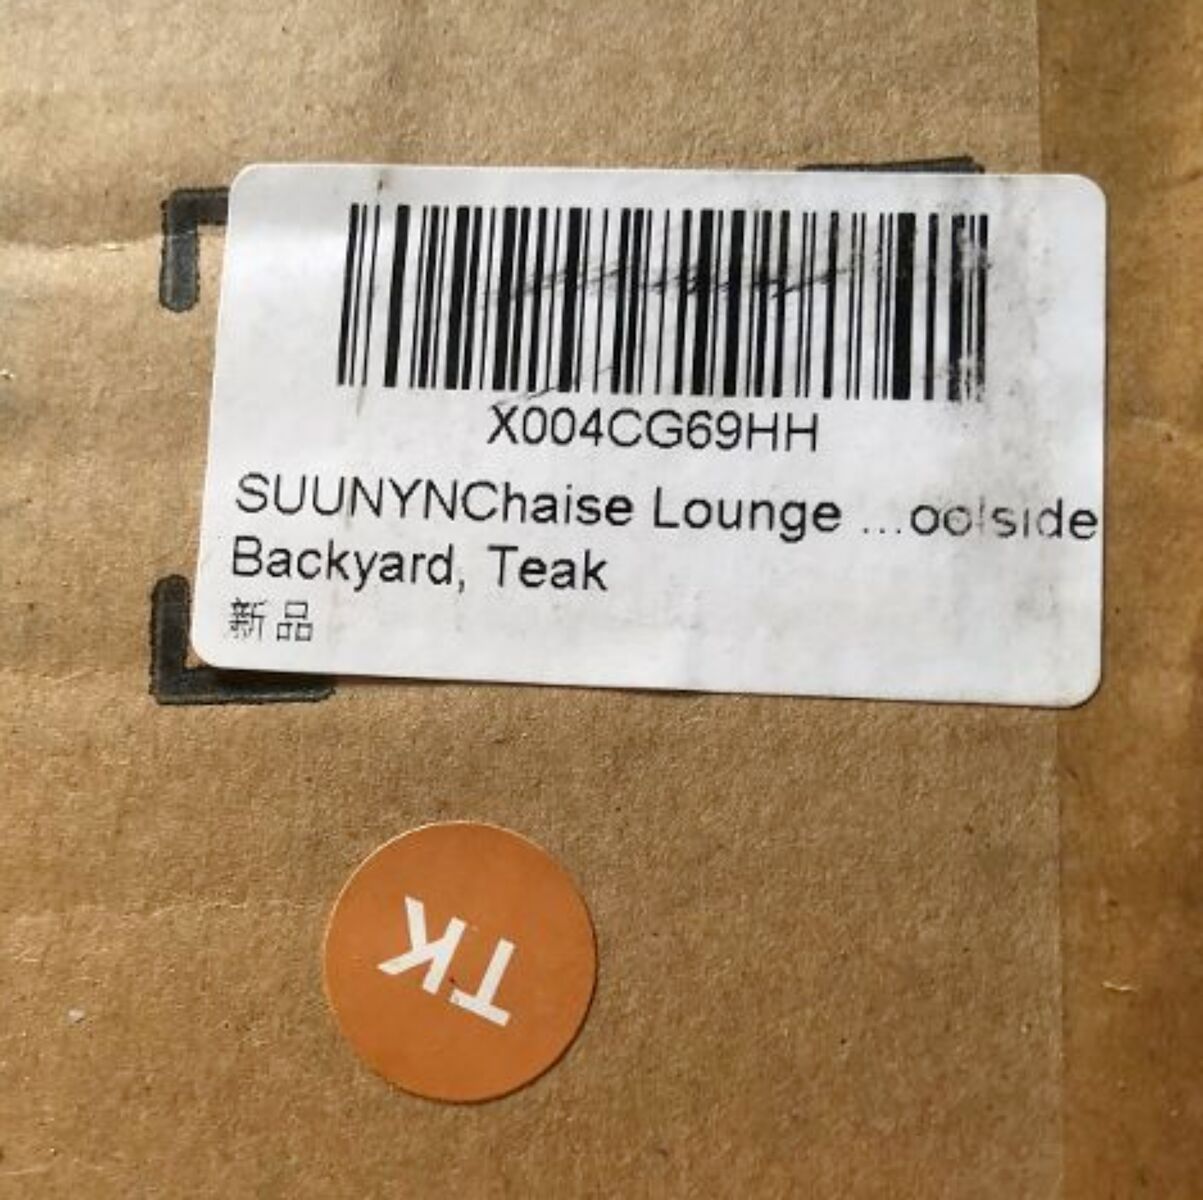 X004CG69HH
SUUNYNChaise Lounge ...oolside
Backyard, Teak
新品
TK